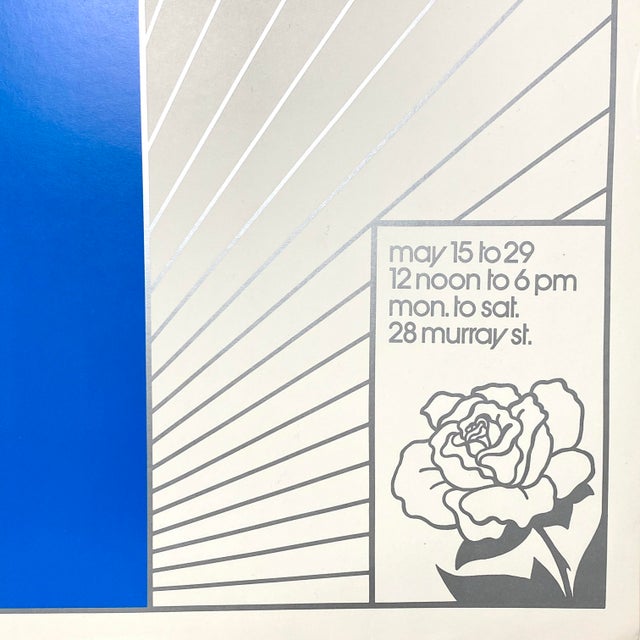 may 15 to 29
12 noon to 6 pm
mon. to sat.
28 murray st.